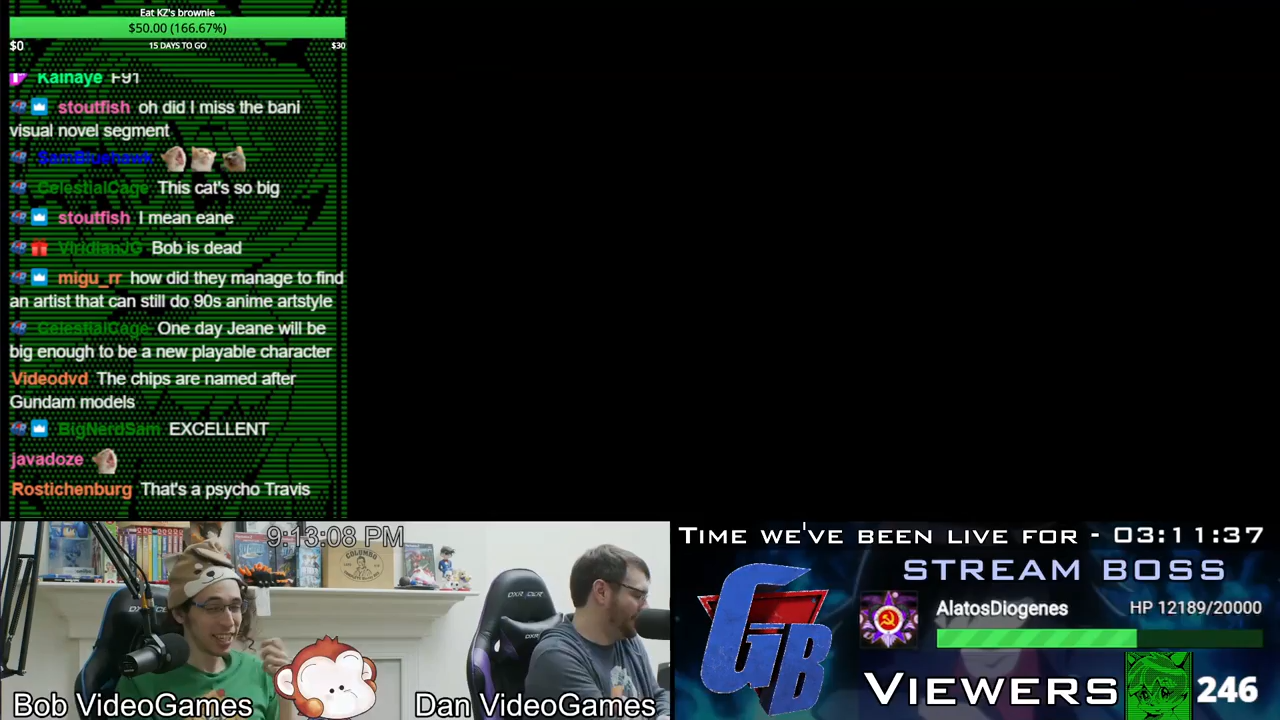 Eat KZ's brownie
$50.00 (166.67%)
$0 15 DAYS TO GO $30
Kainaye F91
stoutfish oh did I miss the bani
visual novel segment
SamBluehawk
CelestialCage This cat's so big
stoutfish I mean eane
ViridianJG Bob is dead
migu_rr how did they manage to find
an artist that can still do 90s anime artstyle
CelestialCage One day Jeane will be
big enough to be a new playable character
Videodvd The chips are named after
Gundam models
BigNerdSam EXCELLENT
javadoze
Rostichenburg That's a psycho Travis
9:13:08 PM
COLUMBO
DXRACER
Bob VideoGames
Dan VideoGames
TIME WE'VE BEEN LIVE FOR - 03:11:37
STREAM BOSS
AlatosDiogenes HP 12189/20000
GGB
VIEWERS 246